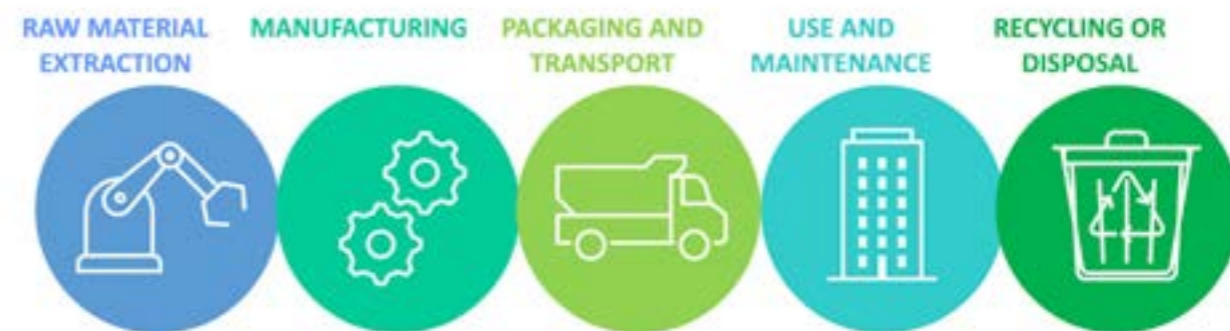 RAW MATERIAL
EXTRACTION
MANUFACTURING
PACKAGING AND
TRANSPORT
USE AND
MAINTENANCE
RECYCLING OR
DISPOSAL